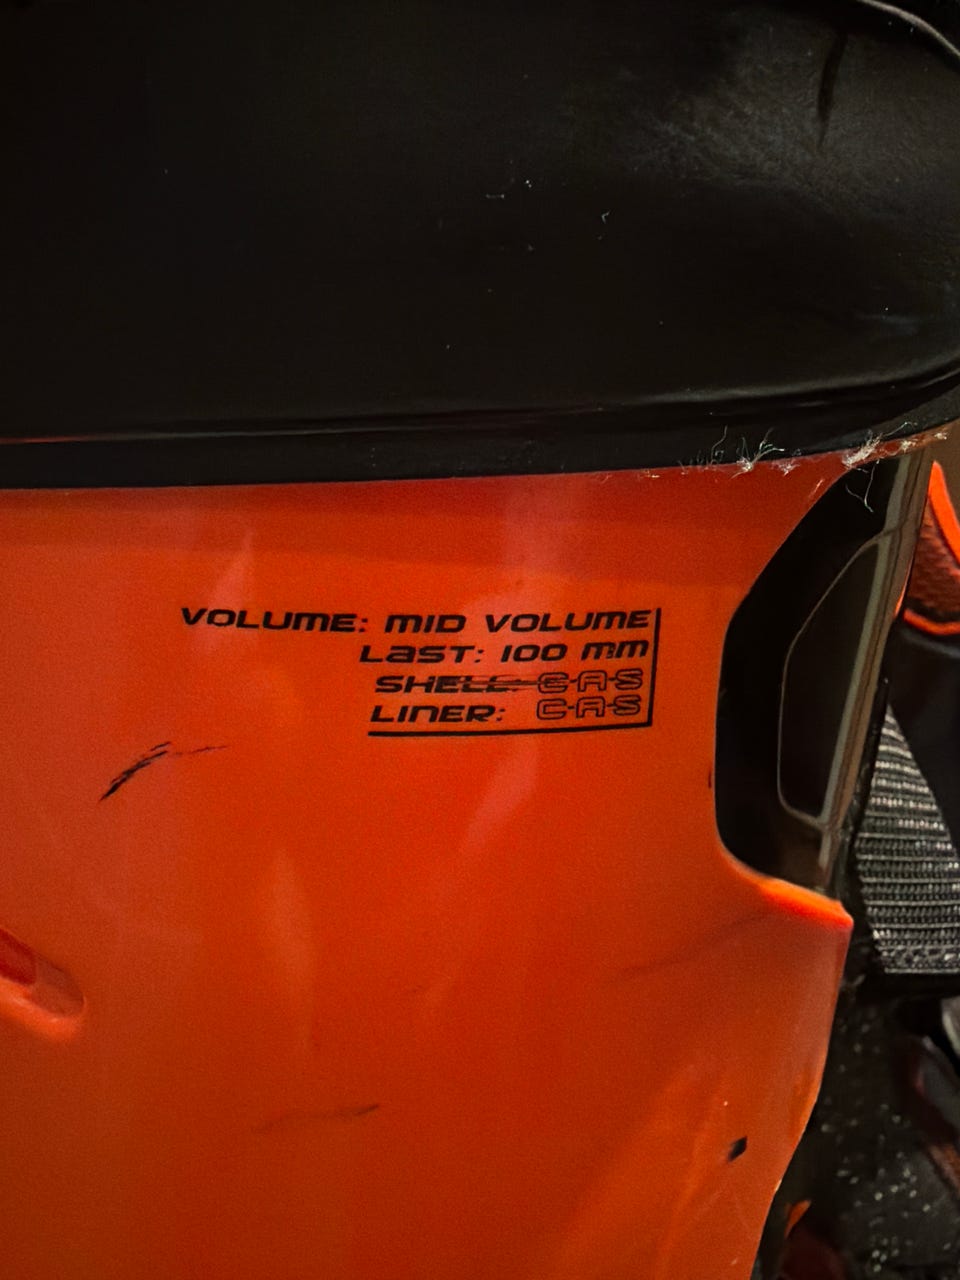 VOLUME: MID VOLUME
LAST: 100 mm
SHELL: C-A-S
LINER: C-A-S